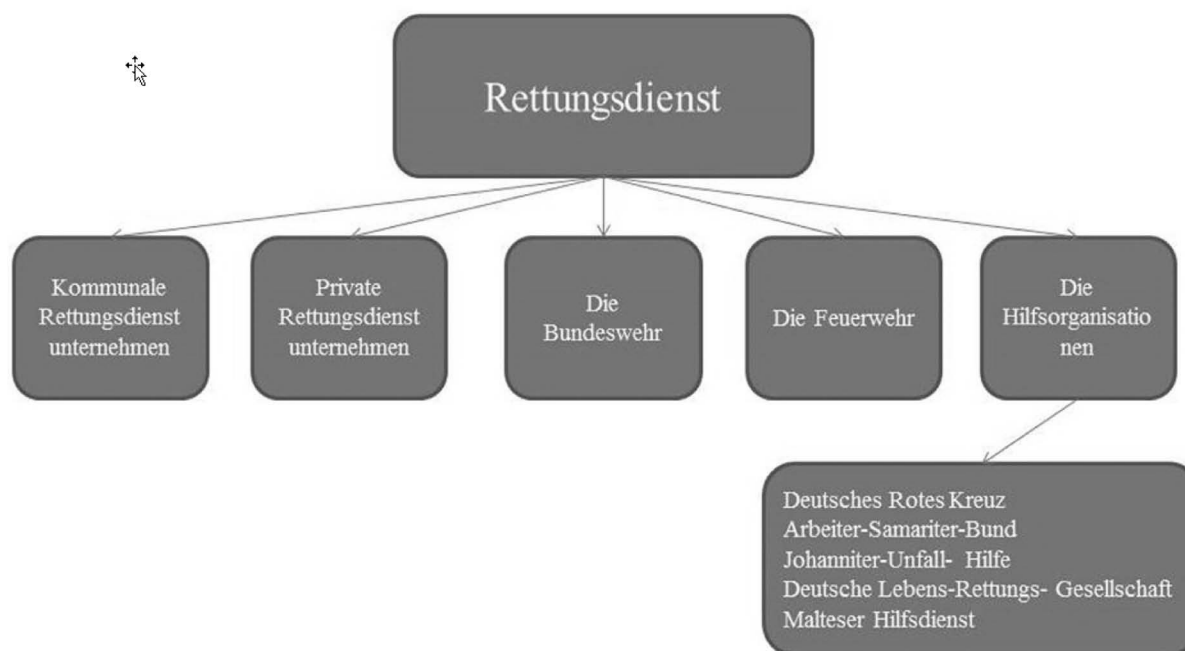 Rettungsdienst
Kommunale
Rettungsdienst
unternehmen
Private
Rettungsdienst
unternehmen
Die
Bundeswehr
Die Feuerwehr
Die
Hilfsorganisatio
nen
Deutsches Rotes Kreuz
Arbeiter-Samariter-Bund
Johanniter-Unfall- Hilfe
Deutsche Lebens-Rettungs- Gesellschaft
Malteser Hilfsdienst